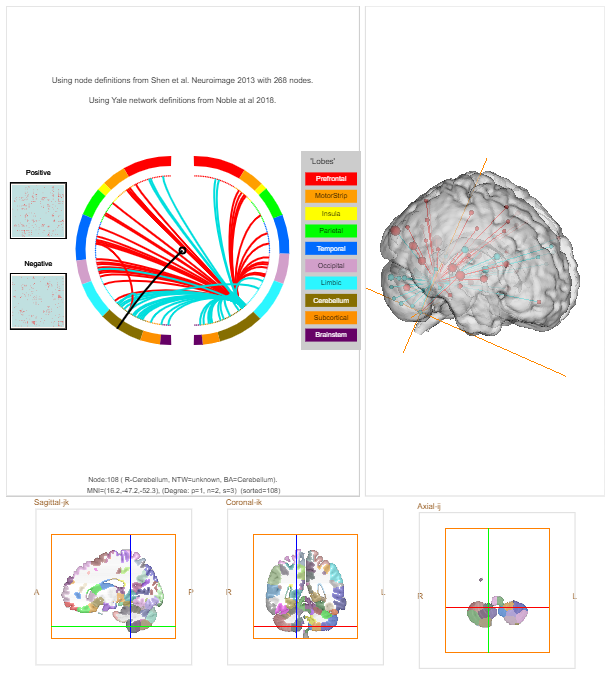 Using node definitions from Shen et al. Neuroimage 2013 with 268 nodes.
Using Yale network definitions from Noble at al 2018.
Positive
Negative
'Lobes'
Prefrontal
MotorStrip
Insula
Parietal
Temporal
Occipital
Limbic
Cerebellum
Subcortical
Brainstem
Node:108 ( R-Cerebellum, NTW=unknown, BA=Cerebellum).
MNI=(16.2,-47.2,-52.3), (Degree: p=1, n=2, s=3) (sorted=108)
Sagittal-jk
A
P
Coronal-ik
R
L
Axial-ij
R
L